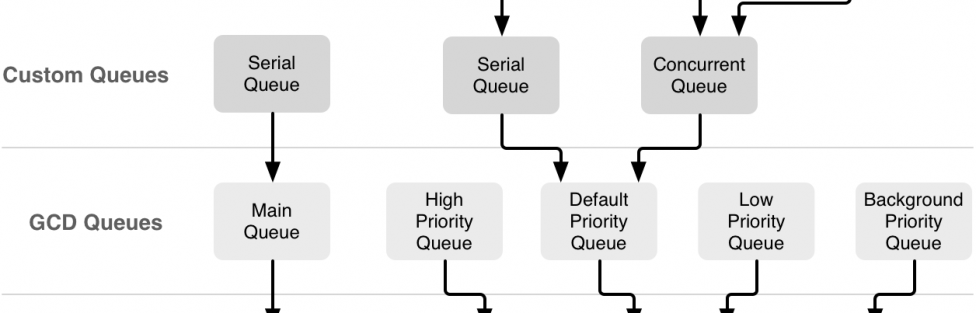 Custom Queues
Serial
Queue
Serial
Queue
Concurrent
Queue
GCD Queues
Main
Queue
High
Priority
Queue
Default
Priority
Queue
Low
Priority
Queue
Background
Priority
Queue